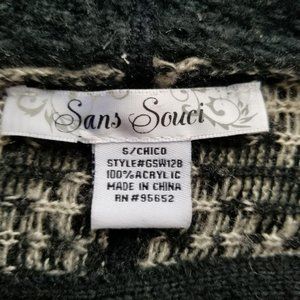 Sans Souci
S/CHICO
STYLE#GSW12B
100% ACRYLIC
MADE IN CHINA
RN#95652